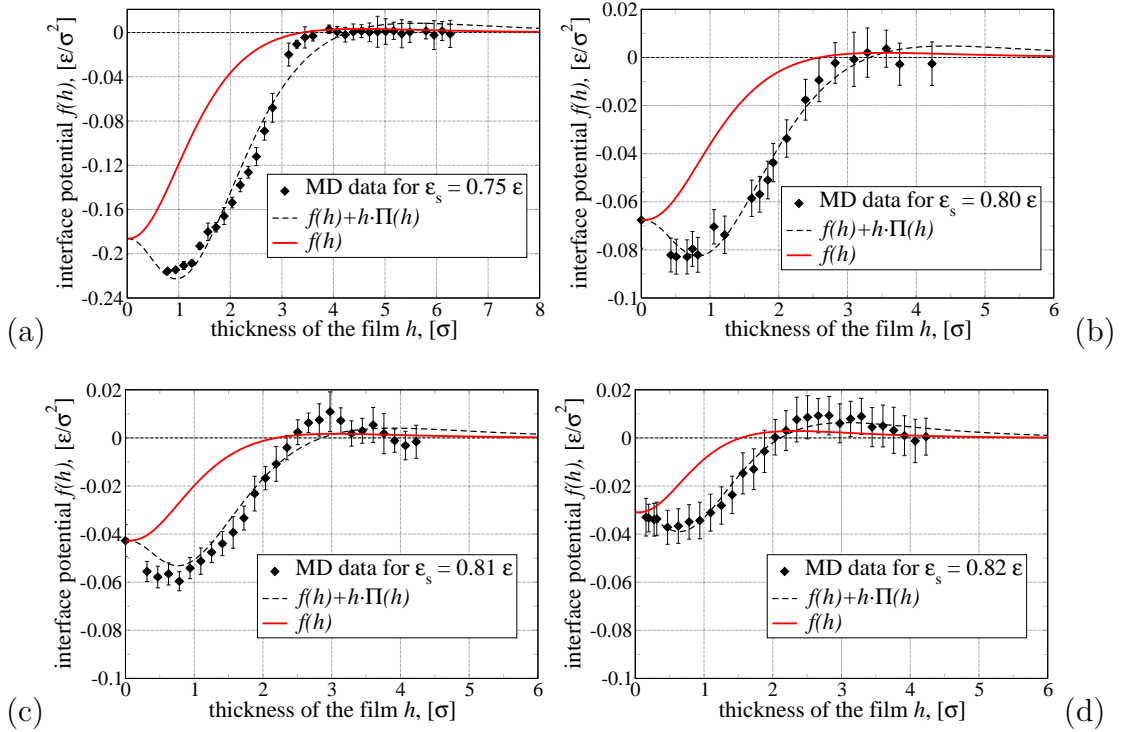 0
-0.04
-0.08
-0.12
-0.16
-0.2
-0.24
interface potential f(h), [ε/σ²]
MD data for ε_s = 0.75 ε
f(h)+h·Π(h)
f(h)
0 1 2 3 4 5 6 7 8
thickness of the film h, [σ]
(a)
0.02
0
-0.02
-0.04
-0.06
-0.08
-0.1
interface potential f(h), [ε/σ²]
MD data for ε_s = 0.80 ε
f(h)+h·Π(h)
f(h)
0 1 2 3 4 5 6
thickness of the film h, [σ]
(b)
0.02
0
-0.02
-0.04
-0.06
-0.08
-0.1
interface potential f(h), [ε/σ²]
MD data for ε_s = 0.81 ε
f(h)+h·Π(h)
f(h)
0 1 2 3 4 5 6
thickness of the film h, [σ]
(c)
0.02
0
-0.02
-0.04
-0.06
-0.08
-0.1
interface potential f(h), [ε/σ²]
MD data for ε_s = 0.82 ε
f(h)+h·Π(h)
f(h)
0 1 2 3 4 5 6
thickness of the film h, [σ]
(d)